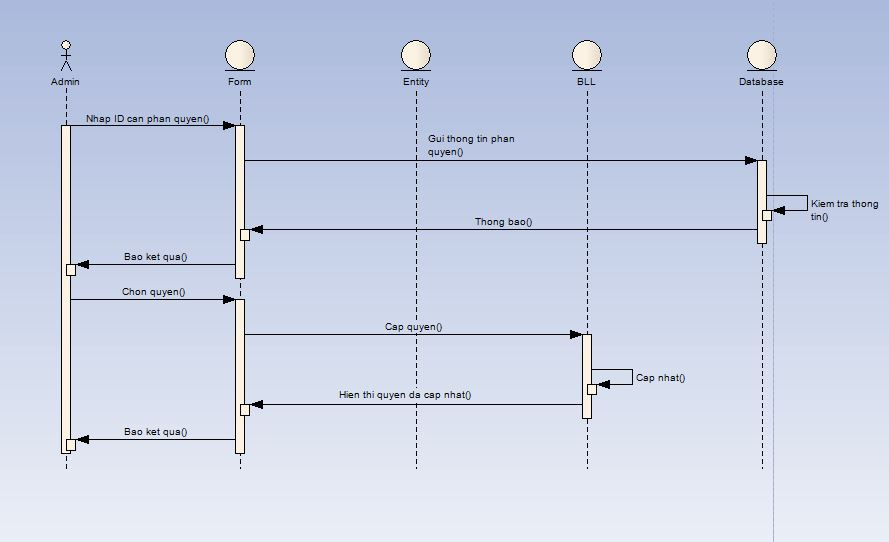 Admin
Form
Entity
BLL
Database
Nhap ID can phan quyen()
Gui thong tin phan
quyen()
Kiem tra thong
tin()
Thong bao()
Bao ket qua()
Chon quyen()
Cap quyen()
Cap nhat()
Hien thi quyen da cap nhat()
Bao ket qua()